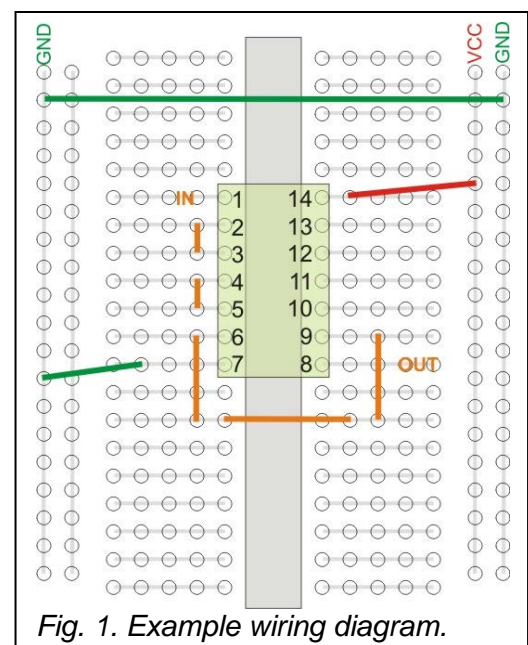 GND VCC GND
IN 1 14
2 13
3 12
4 11
5 10
6 9
7 8 OUT
Fig. 1. Example wiring diagram.